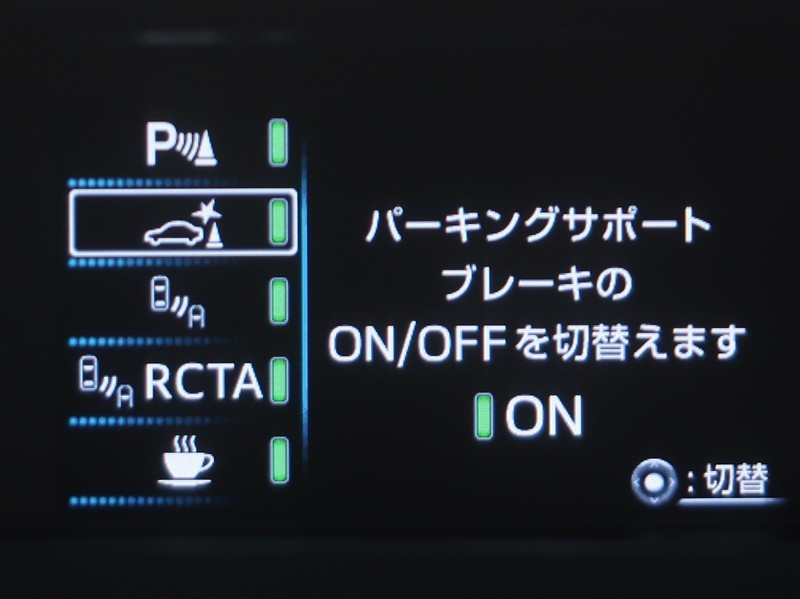 P
RCTA
パーキングサポート
ブレーキの
ON/OFFを切替えます
ON
:切替